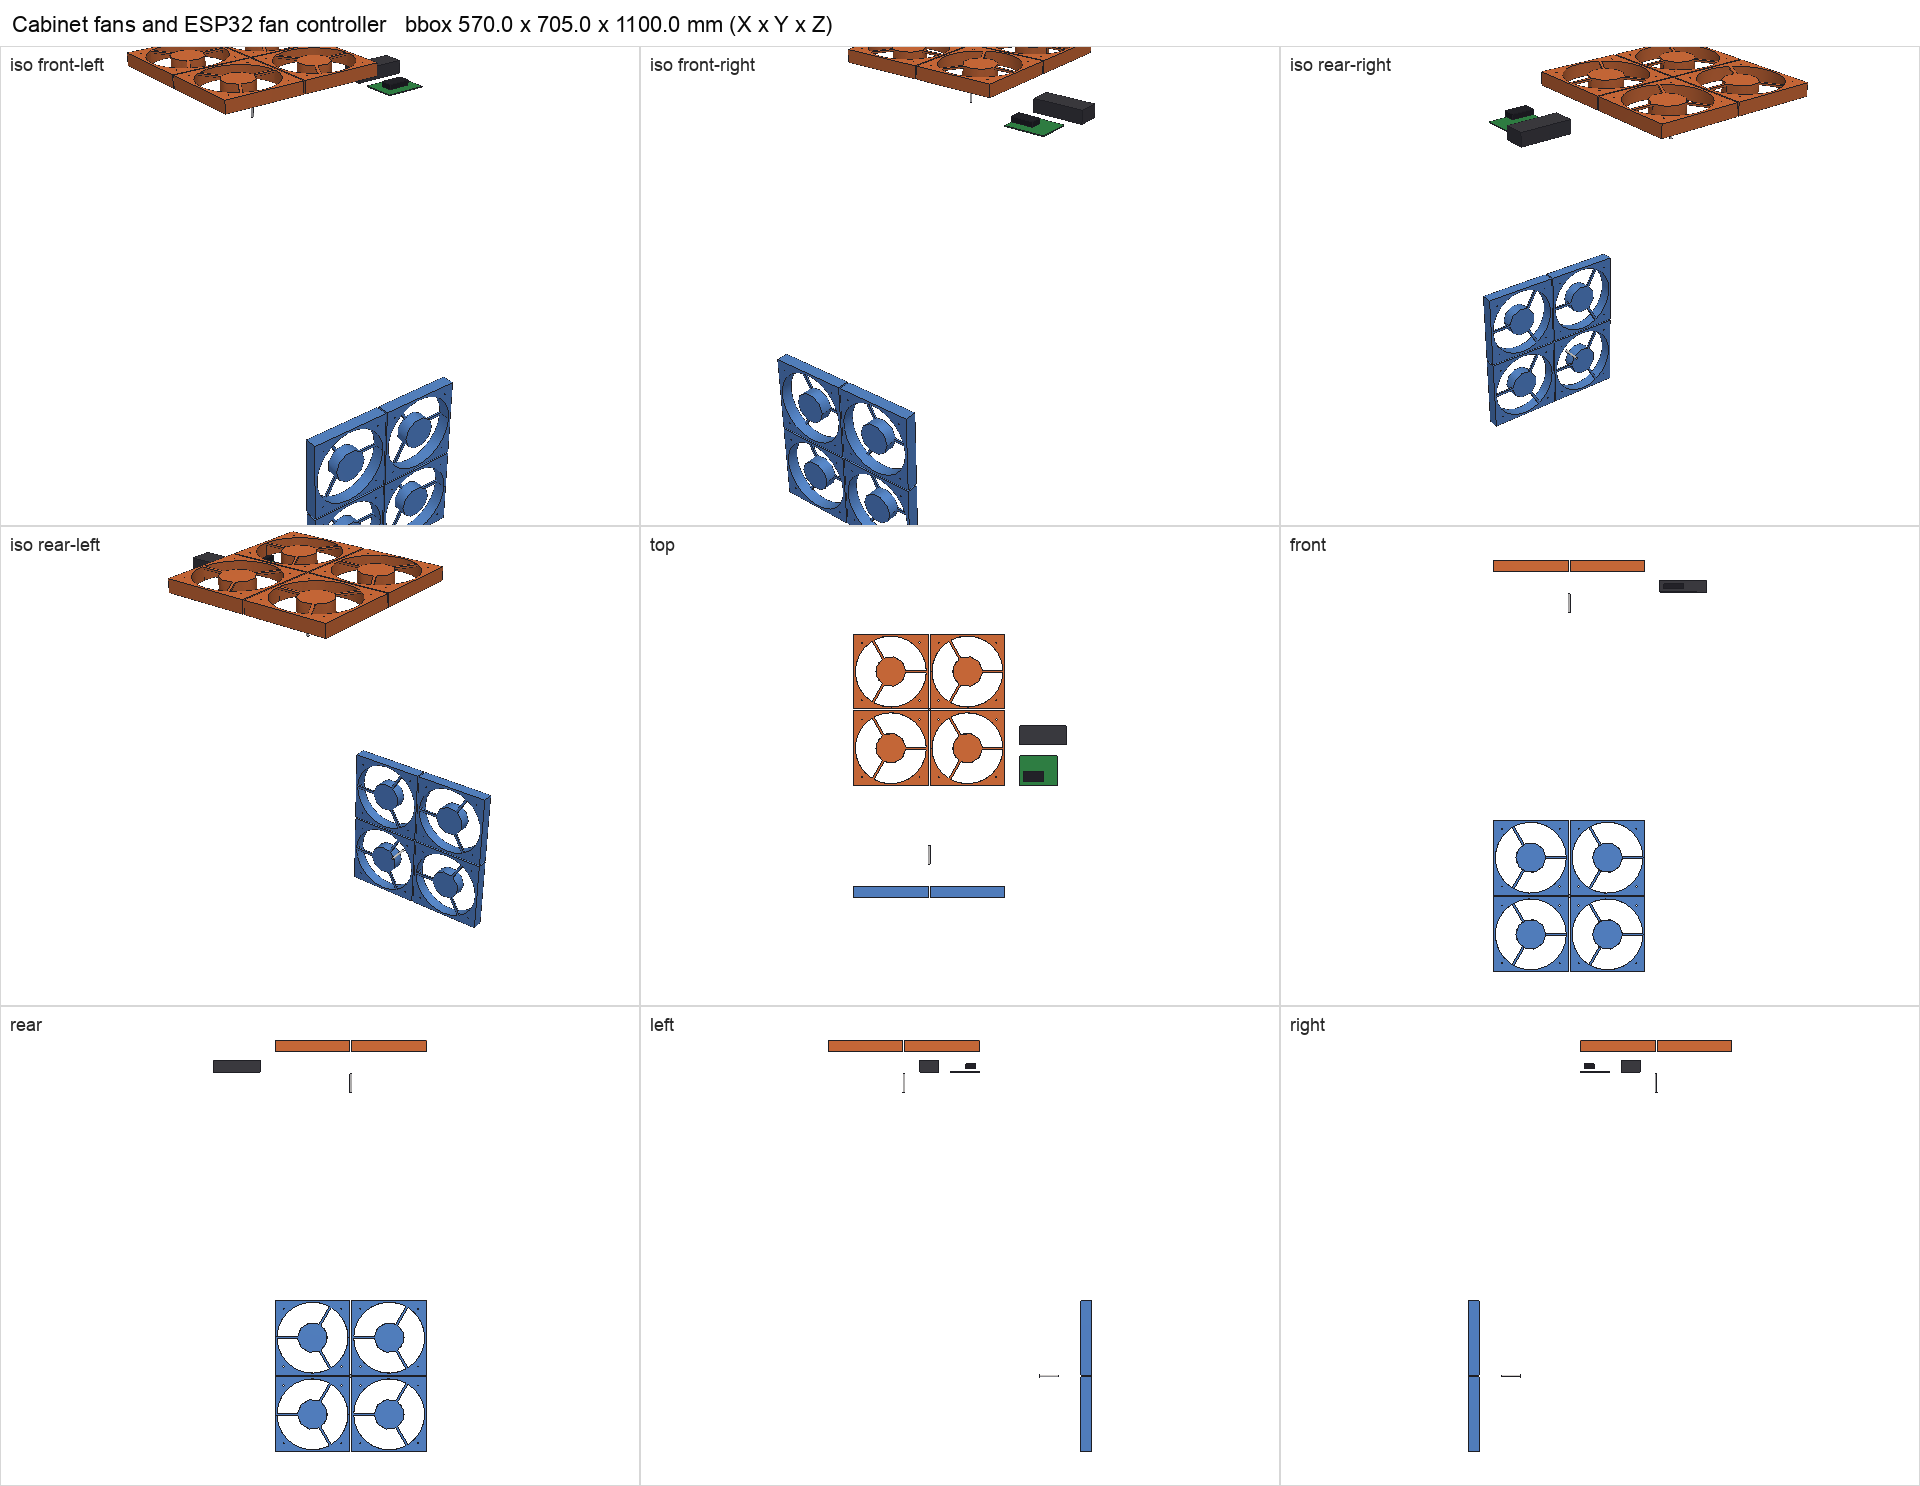 Cabinet fans and ESP32 fan controller bbox 570.0 x 705.0 x 1100.0 mm (X x Y x Z)
iso front-left
iso front-right
iso rear-right
iso rear-left
top
front
rear
left
right